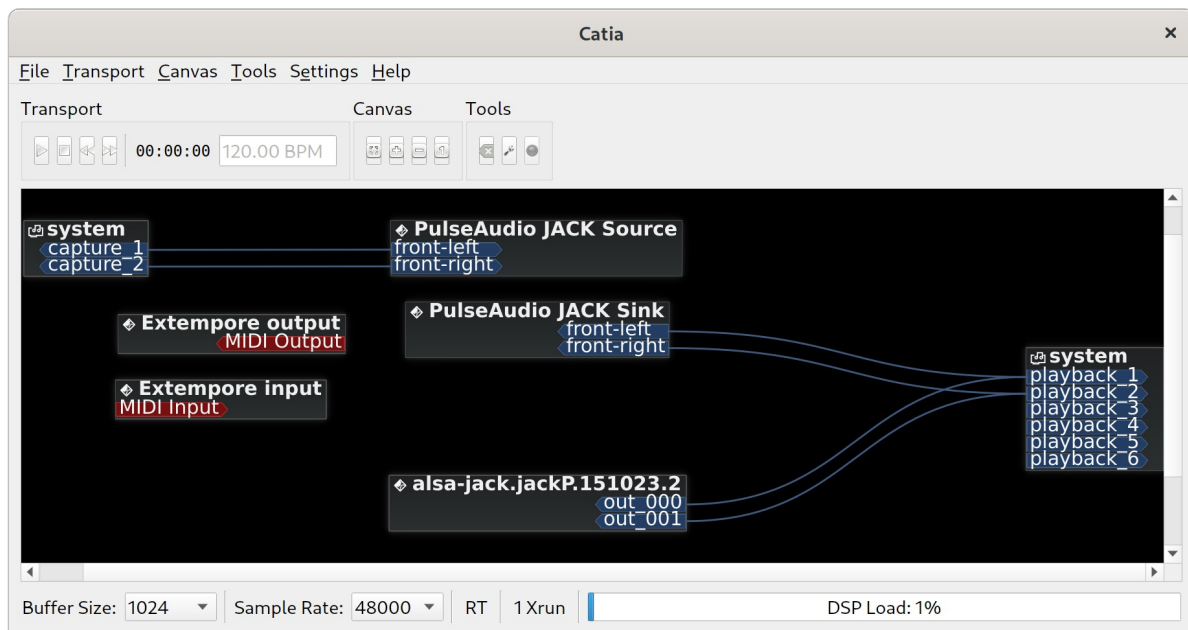 Catia
File Transport Canvas Tools Settings Help
Transport Canvas Tools
00:00:00 120.00 BPM
system
capture_1
capture_2
PulseAudio JACK Source
front-left
front-right
Extempore output
MIDI Output
PulseAudio JACK Sink
front-left
front-right
Extempore input
MIDI Input
system
playback_1
playback_2
playback_3
playback_4
playback_5
playback_6
alsa-jack.jackP.151023.2
out_000
out_001
Buffer Size: 1024 Sample Rate: 48000 RT 1 Xrun DSP Load: 1%